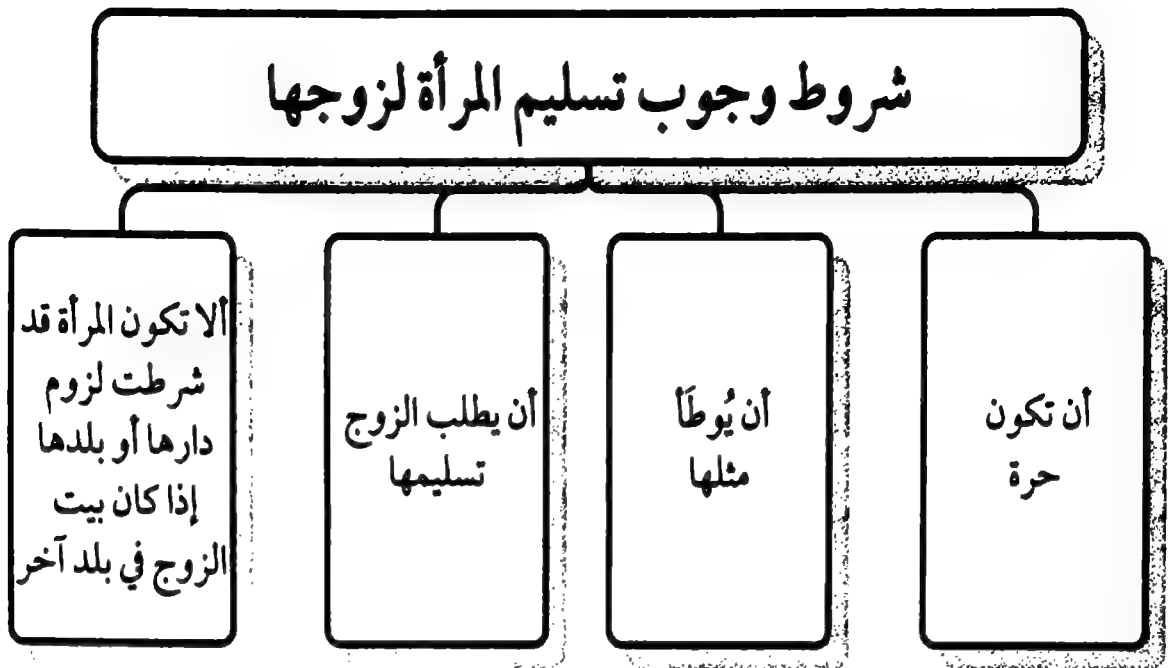 شروط وجوب تسليم المرأة لزوجها
أن تكون
حرة
أن يُوطَأ
مثلها
أن يطلب الزوج
تسليمها
ألا تكون المرأة قد
شرطت لزوم
دارها أو بلدها
إذا كان بيت
الزوج في بلد آخر